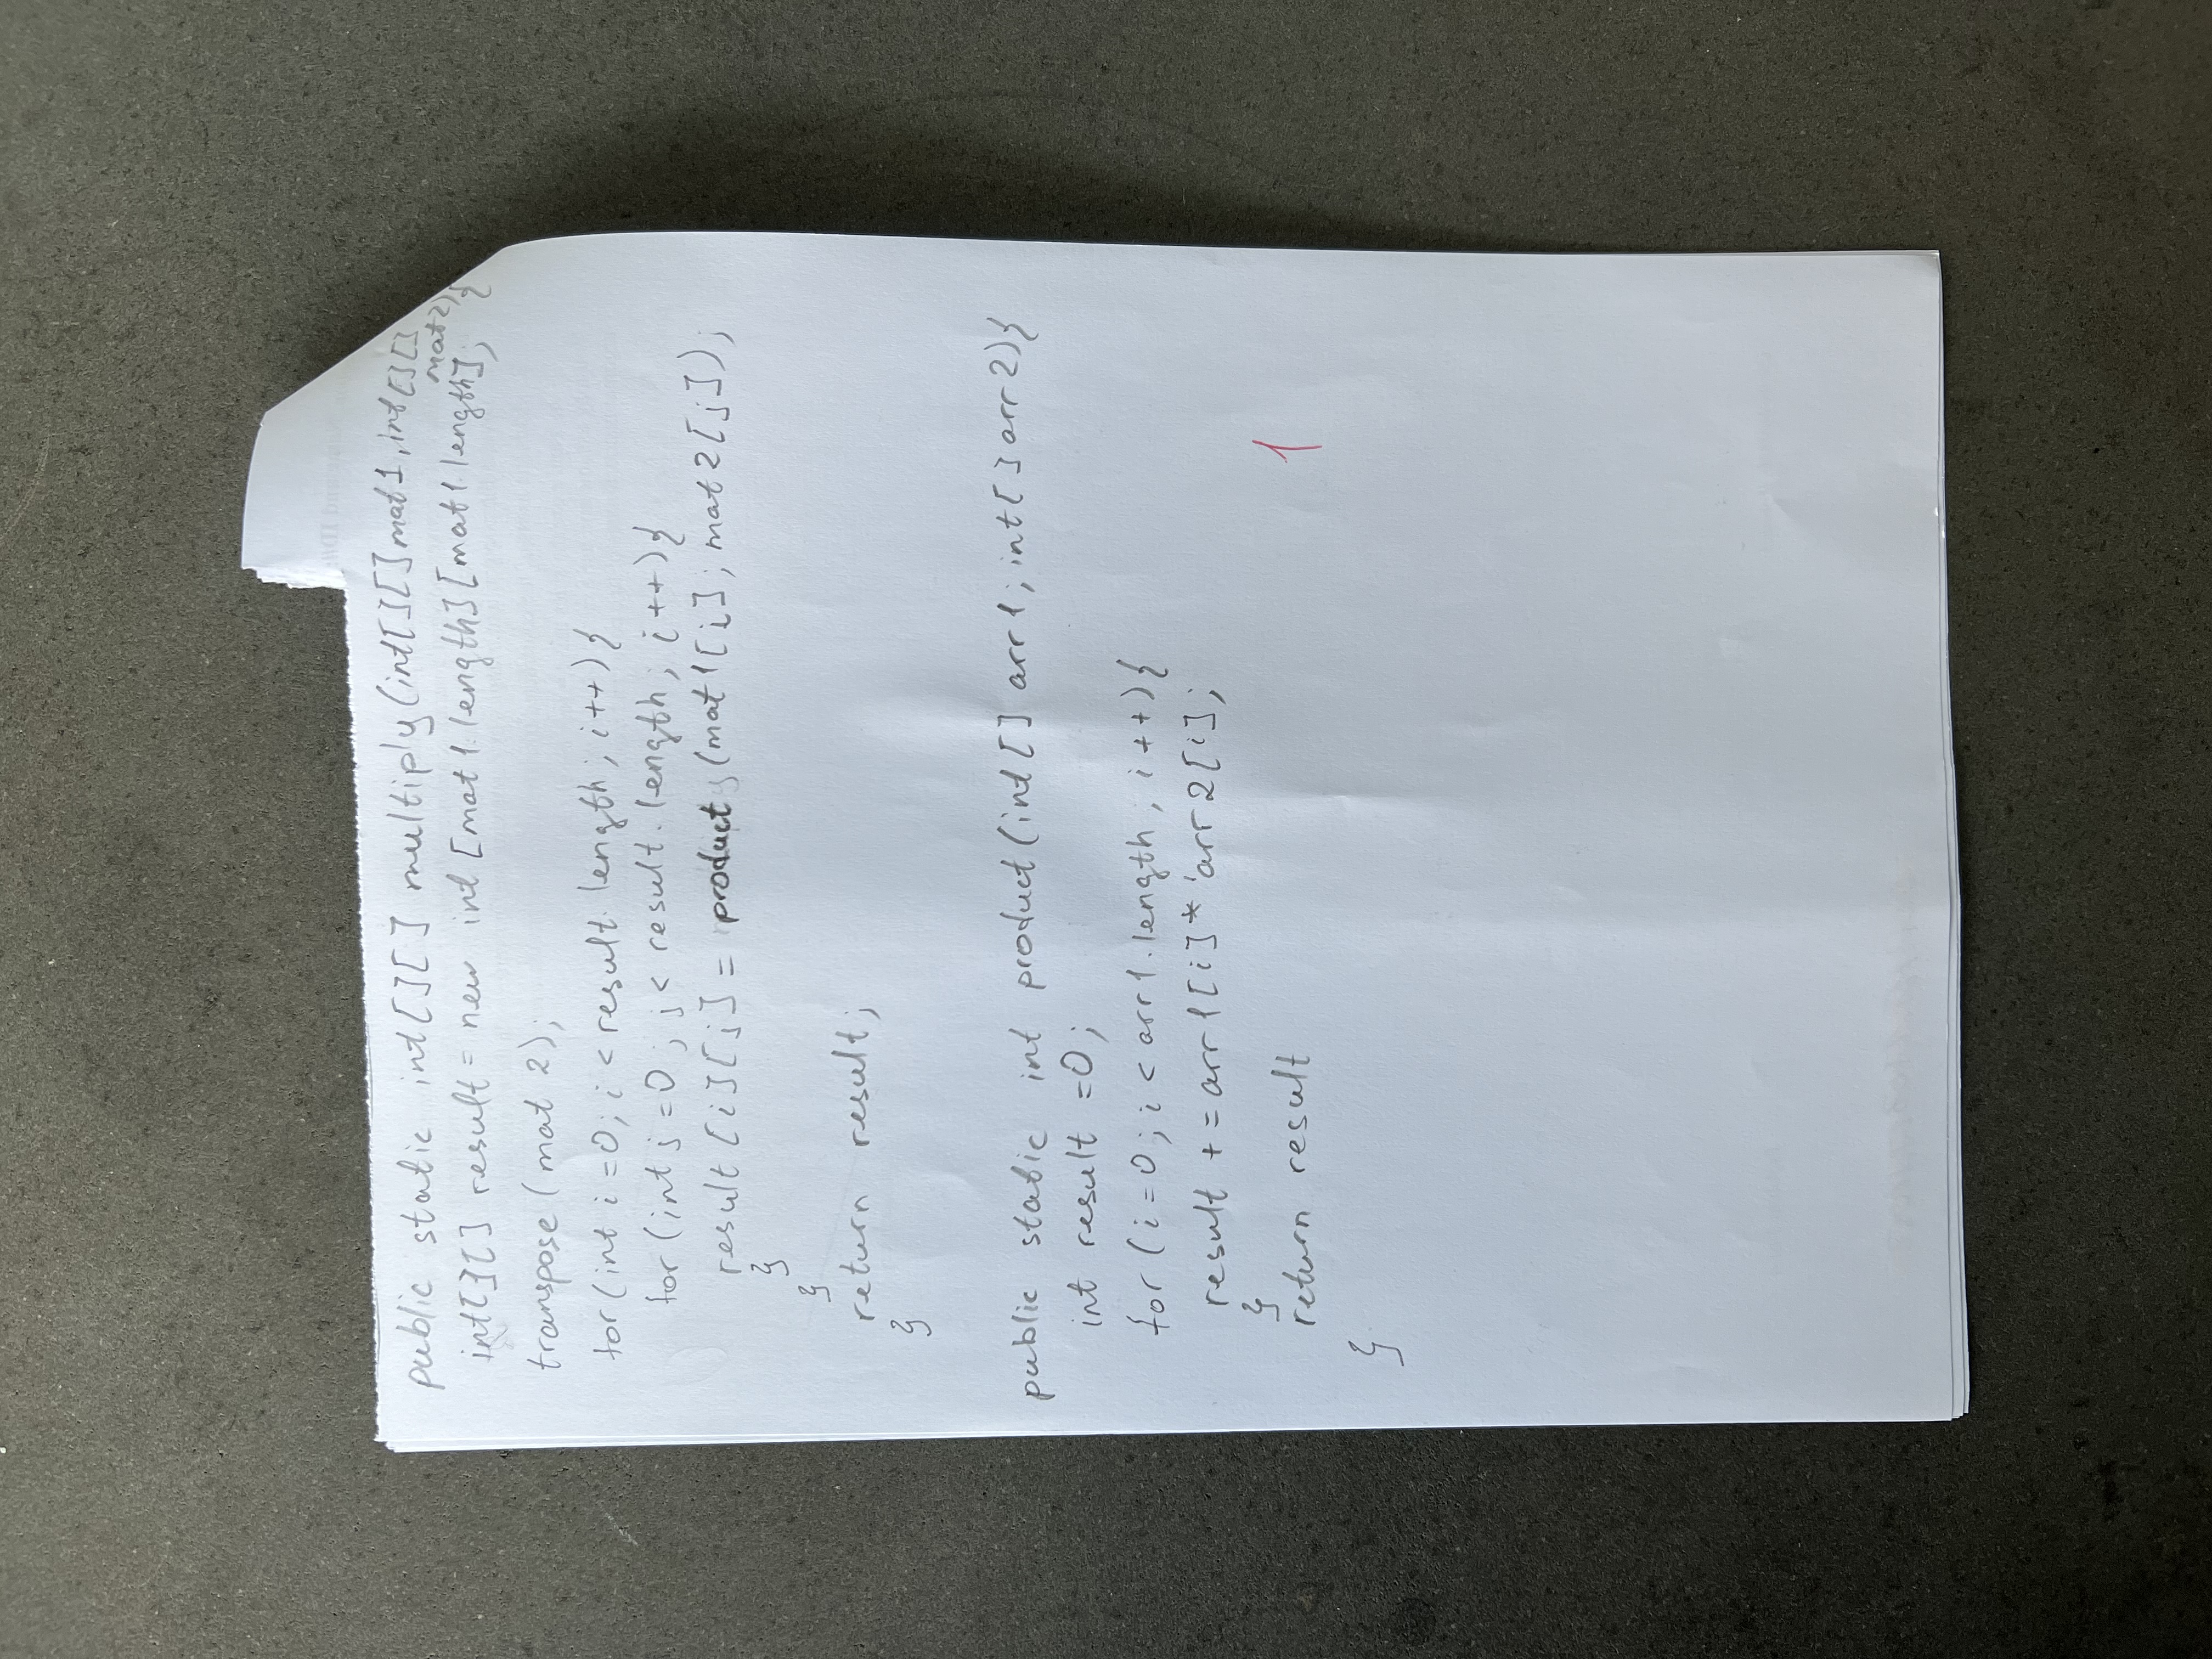 public static int[][] multiply(int[][] mat1, int[][]
mat2){
int[][] result = new int [mat1.length][mat1.length];
transpose (mat 2);
for (int i = 0; i < result. length; i++){
for (int j = 0; j < result. length; j++){
result [i][j] = product (mat1[i]; mat2[j]);
}
}
return result;
}
public static int product (int[] arr1; int[] arr2){
int result = 0;
for (i = 0; i < arr1.length; i++){
result += arr1[i] * arr2[i];
}
return result
}
1